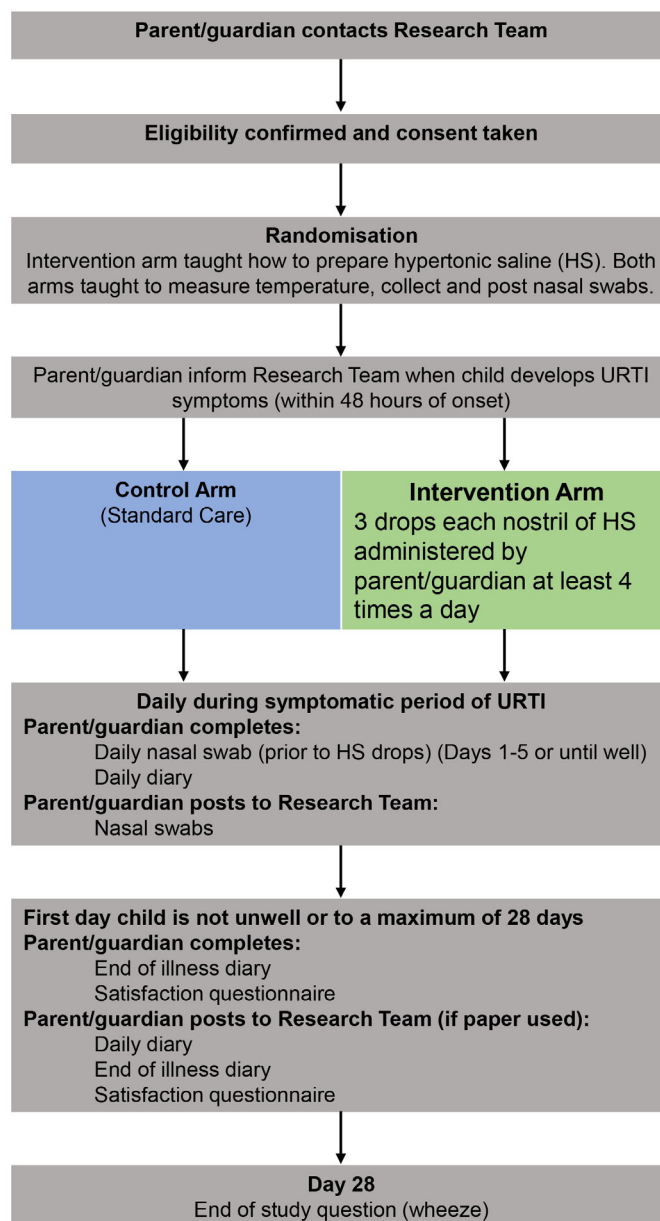 Parent/guardian contacts Research Team
Eligibility confirmed and consent taken
Randomisation
Intervention arm taught how to prepare hypertonic saline (HS). Both
arms taught to measure temperature, collect and post nasal swabs.
Parent/guardian inform Research Team when child develops URTI
symptoms (within 48 hours of onset)
Control Arm
(Standard Care)
Intervention Arm
3 drops each nostril of HS
administered by
parent/guardian at least 4
times a day
Daily during symptomatic period of URTI
Parent/guardian completes:
Daily nasal swab (prior to HS drops) (Days 1-5 or until well)
Daily diary
Parent/guardian posts to Research Team:
Nasal swabs
First day child is not unwell or to a maximum of 28 days
Parent/guardian completes:
End of illness diary
Satisfaction questionnaire
Parent/guardian posts to Research Team (if paper used):
Daily diary
End of illness diary
Satisfaction questionnaire
Day 28
End of study question (wheeze)